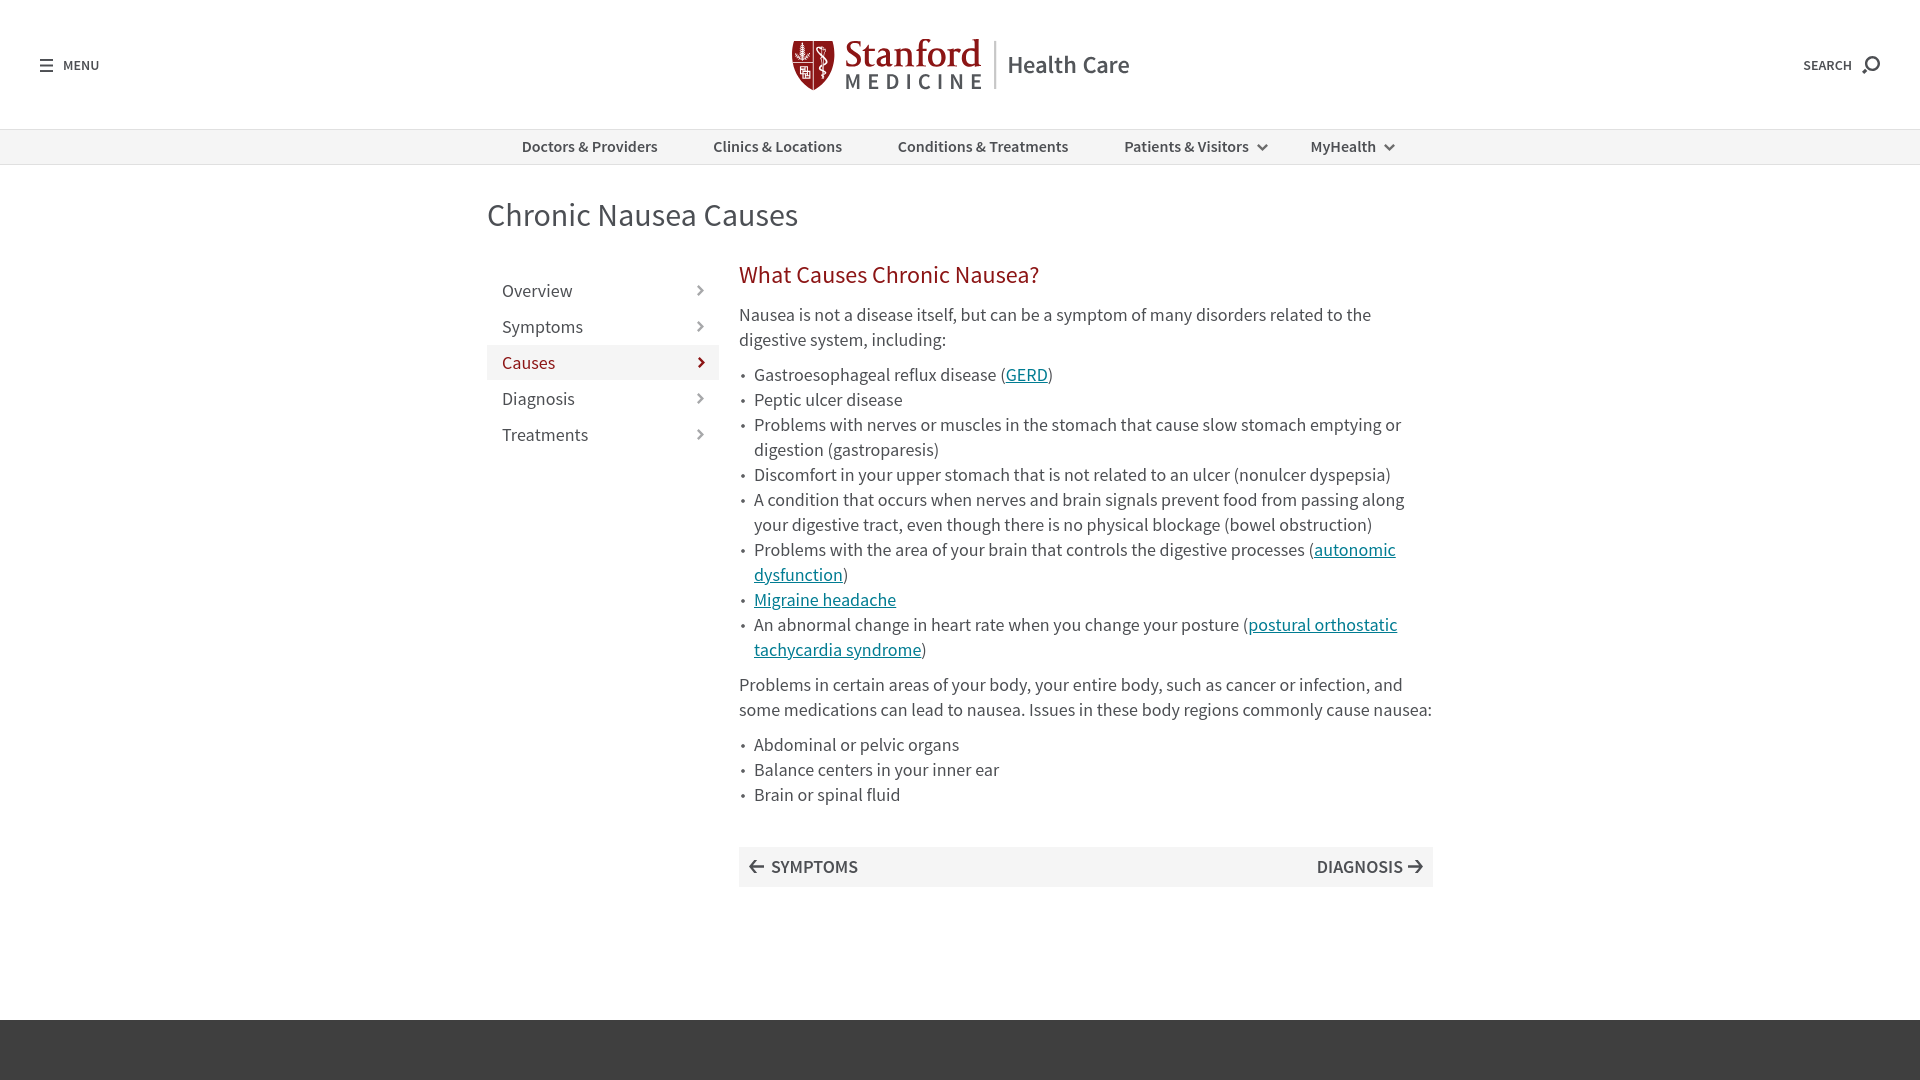 MENU
Stanford
MEDICINE
Health Care
SEARCH
Doctors & Providers
Clinics & Locations
Conditions & Treatments
Patients & Visitors
MyHealth
Chronic Nausea Causes
Overview
Symptoms
Causes
Diagnosis
Treatments
What Causes Chronic Nausea?
Nausea is not a disease itself, but can be a symptom of many disorders related to the
digestive system, including:
• Gastroesophageal reflux disease (GERD)
• Peptic ulcer disease
• Problems with nerves or muscles in the stomach that cause slow stomach emptying or
digestion (gastroparesis)
• Discomfort in your upper stomach that is not related to an ulcer (nonulcer dyspepsia)
• A condition that occurs when nerves and brain signals prevent food from passing along
your digestive tract, even though there is no physical blockage (bowel obstruction)
• Problems with the area of your brain that controls the digestive processes (autonomic
dysfunction)
• Migraine headache
• An abnormal change in heart rate when you change your posture (postural orthostatic
tachycardia syndrome)
Problems in certain areas of your body, your entire body, such as cancer or infection, and
some medications can lead to nausea. Issues in these body regions commonly cause nausea:
• Abdominal or pelvic organs
• Balance centers in your inner ear
• Brain or spinal fluid
SYMPTOMS
DIAGNOSIS